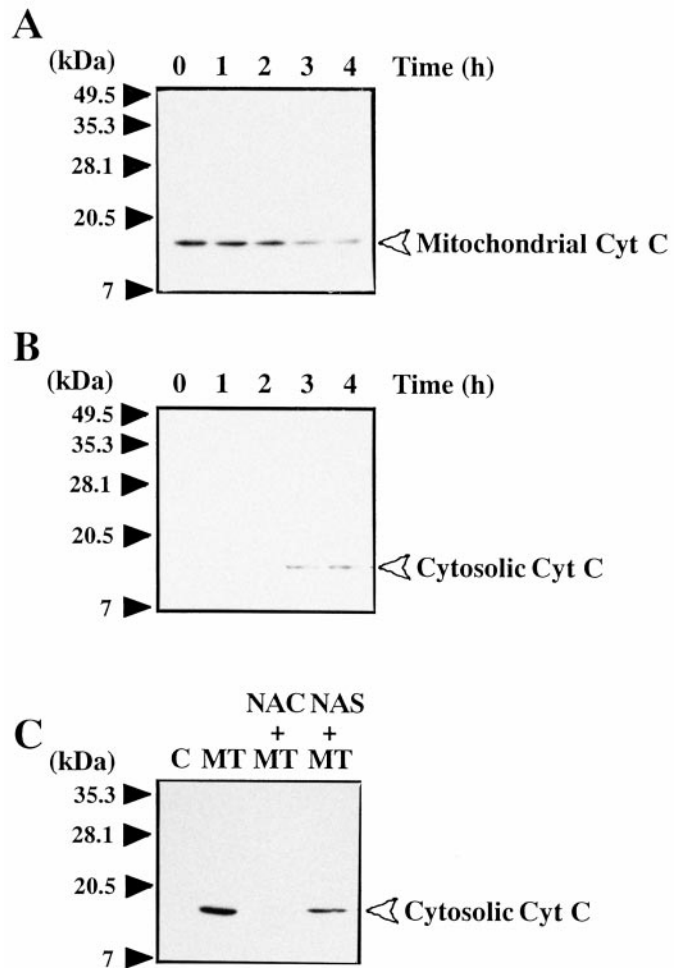 A
(kDa) 0 1 2 3 4 Time (h)
49.5
35.3
28.1
20.5
Mitochondrial Cyt C
7
B
(kDa) 0 1 2 3 4 Time (h)
49.5
35.3
28.1
20.5
Cytosolic Cyt C
7
NAC NAS
+ +
C
(kDa) C MT MT MT
35.3
28.1
20.5
Cytosolic Cyt C
7